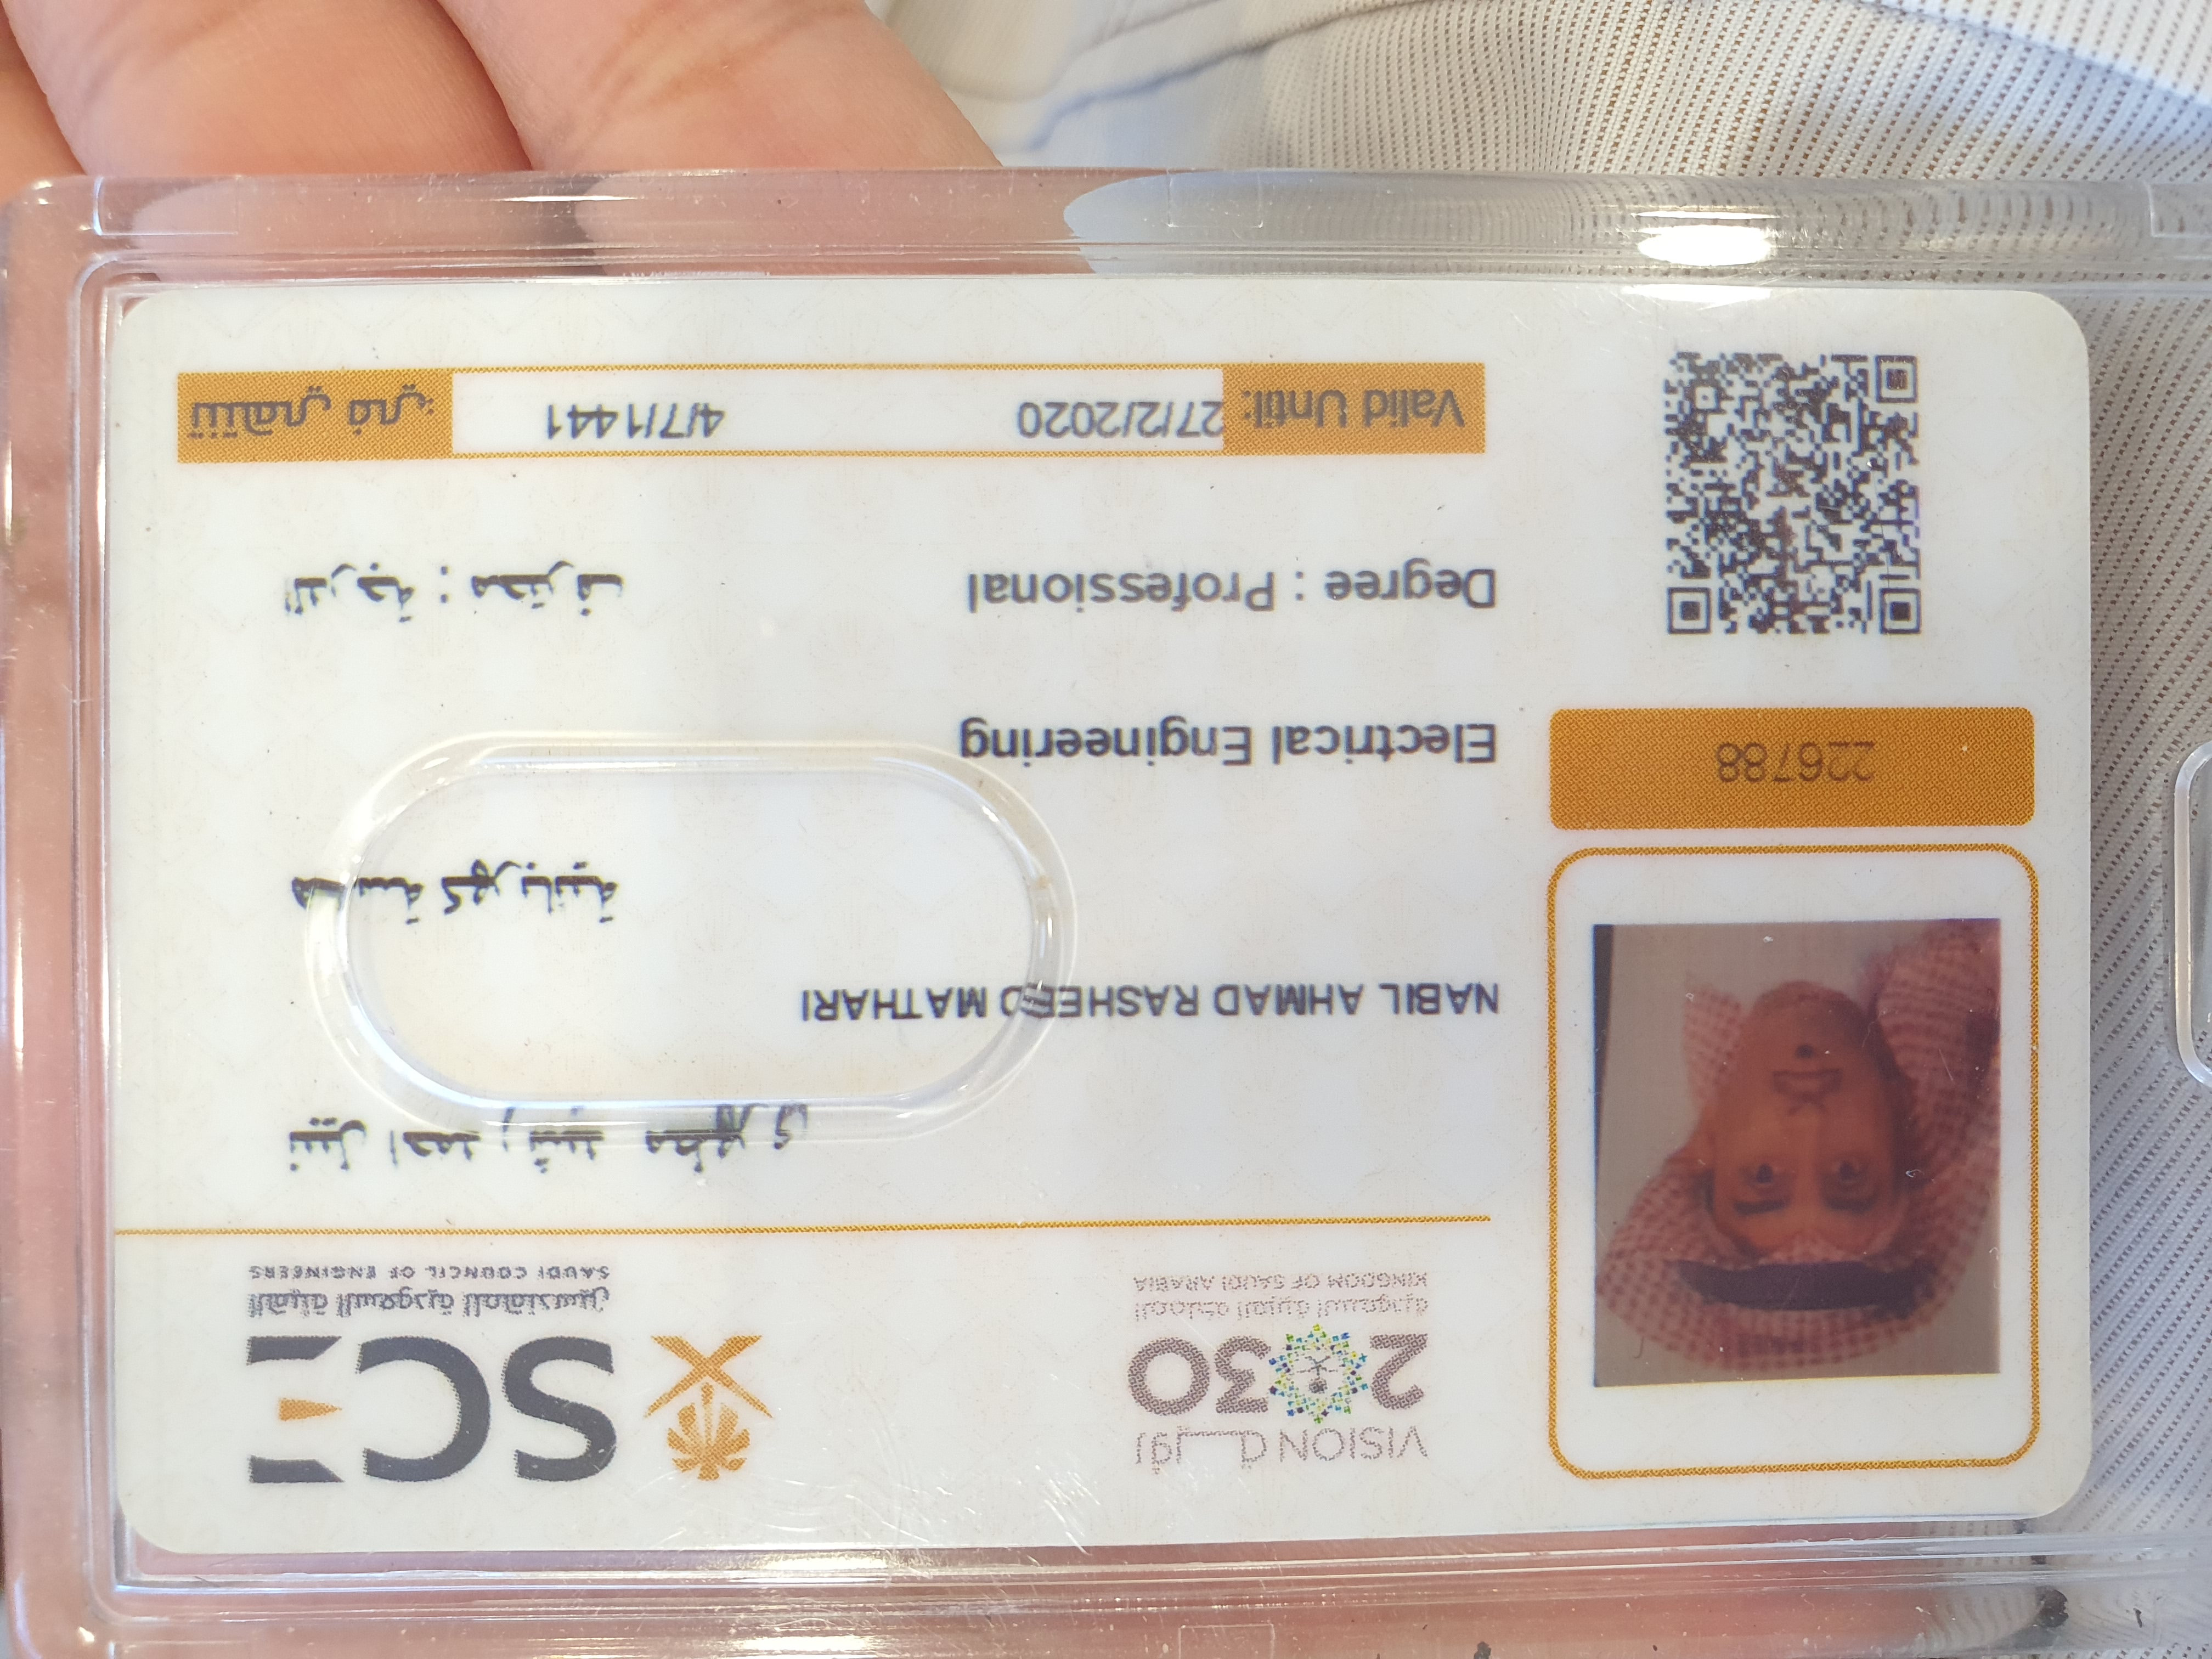 VISION رؤيـــة
2030
المملكة العربية السعودية
KINGDOM OF SAUDI ARABIA
SCE
الهيئة السعودية للمهندسين
SAUDI COUNCIL OF ENGINEERS
نبيل احمد رشيد مطهري
NABIL AHMAD RASHEED MATHARI
هندسة كهربائية
Electrical Engineering
Degree : Professional
الدرجة : محترف
Valid Until: 27/2/2020 4/7/1441 تنتهي في:
226788